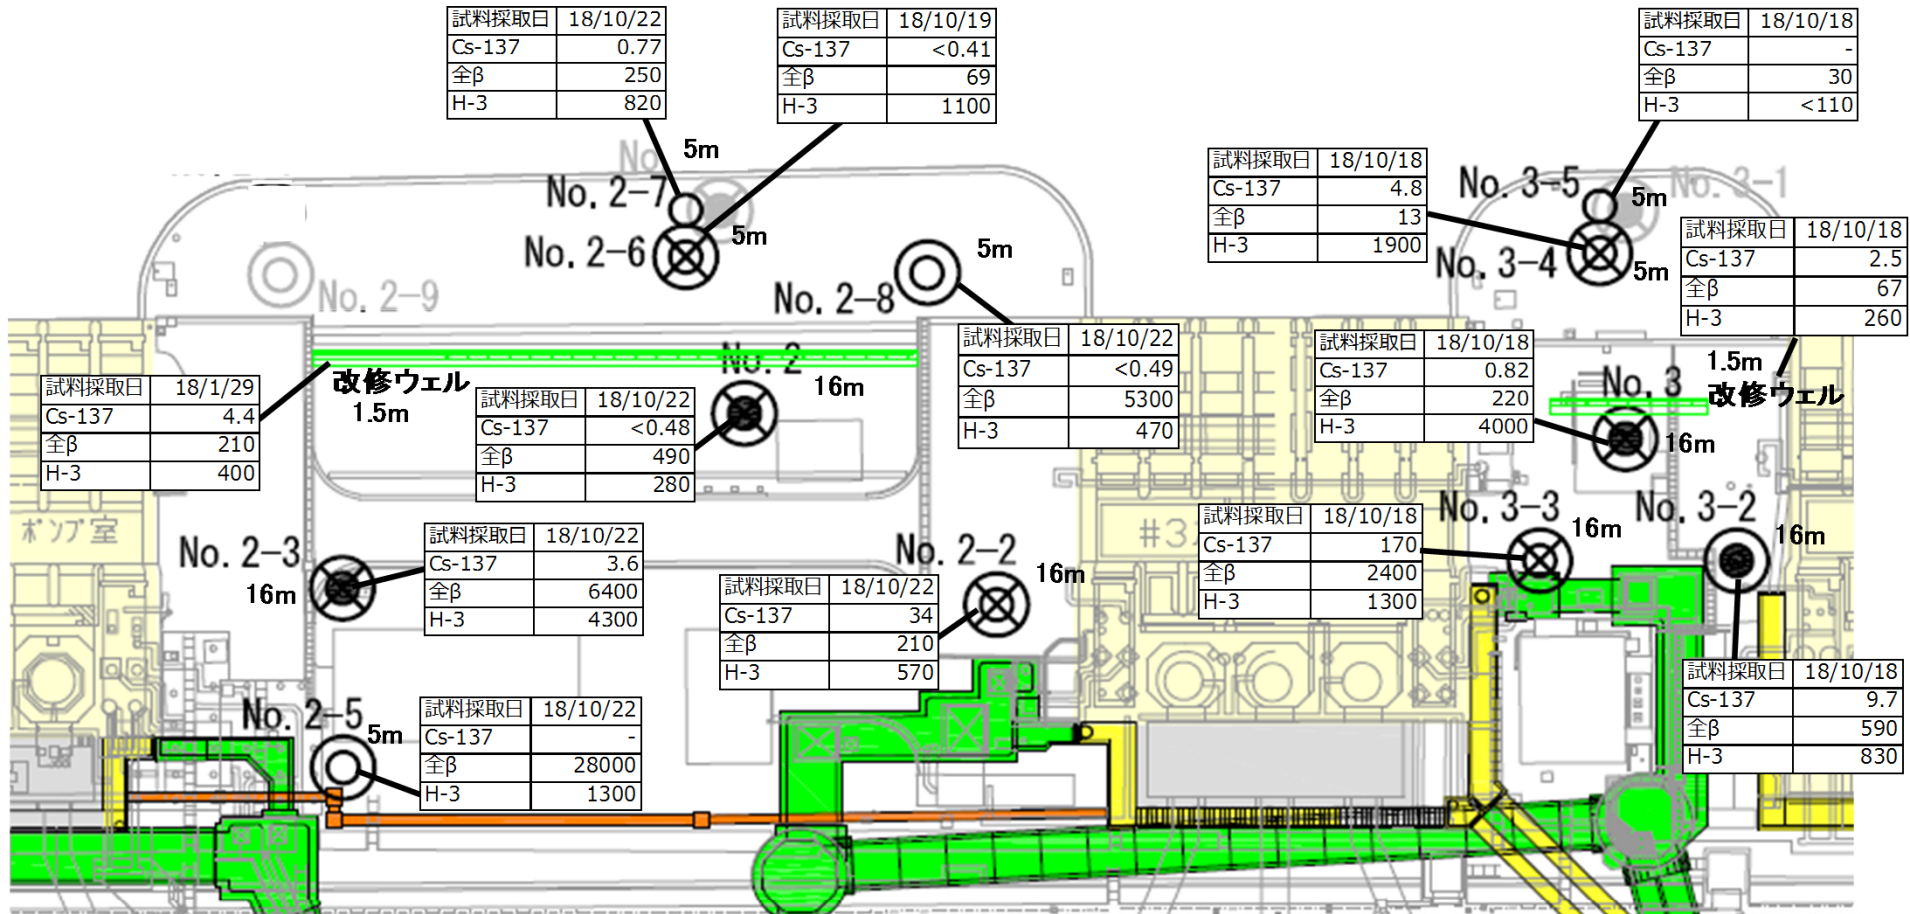 試料採取日 18/10/22
Cs-137 0.77
全β 250
H-3 820
試料採取日 18/10/19
Cs-137 <0.41
全β 69
H-3 1100
試料採取日 18/10/18
Cs-137 -
全β 30
H-3 <110
No.
5m
No. 2-7
5m
No. 2-6
5m
No. 2-8
No. 2-9
試料採取日 18/10/18
Cs-137 4.8
全β 13
H-3 1900
No. 3-5
5m
No. 3-1
No. 3-4
5m
試料採取日 18/10/18
Cs-137 2.5
全β 67
H-3 260
試料採取日 18/1/29
Cs-137 4.4
全β 210
H-3 400
改修ウェル
1.5m
No. 2
16m
試料採取日 18/10/22
Cs-137 <0.48
全β 490
H-3 280
試料採取日 18/10/22
Cs-137 <0.49
全β 5300
H-3 470
試料採取日 18/10/18
Cs-137 0.82
全β 220
H-3 4000
No. 3
16m
1.5m
改修ウェル
ポンプ室
No. 2-3
16m
試料採取日 18/10/22
Cs-137 3.6
全β 6400
H-3 4300
No. 2-2
16m
試料採取日 18/10/22
Cs-137 34
全β 210
H-3 570
#3
試料採取日 18/10/18
Cs-137 170
全β 2400
H-3 1300
No. 3-3
16m
No. 3-2
16m
No. 2-5
5m
試料採取日 18/10/22
Cs-137 -
全β 28000
H-3 1300
試料採取日 18/10/18
Cs-137 9.7
全β 590
H-3 830